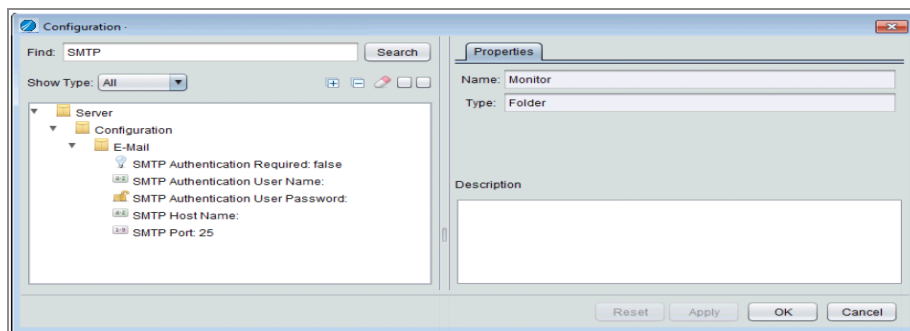 Configuration -
Find: SMTP Search
Show Type: All
Server
Configuration
E-Mail
SMTP Authentication Required: false
SMTP Authentication User Name:
SMTP Authentication User Password:
SMTP Host Name:
SMTP Port: 25
Properties
Name: Monitor
Type: Folder
Description
Reset Apply OK Cancel